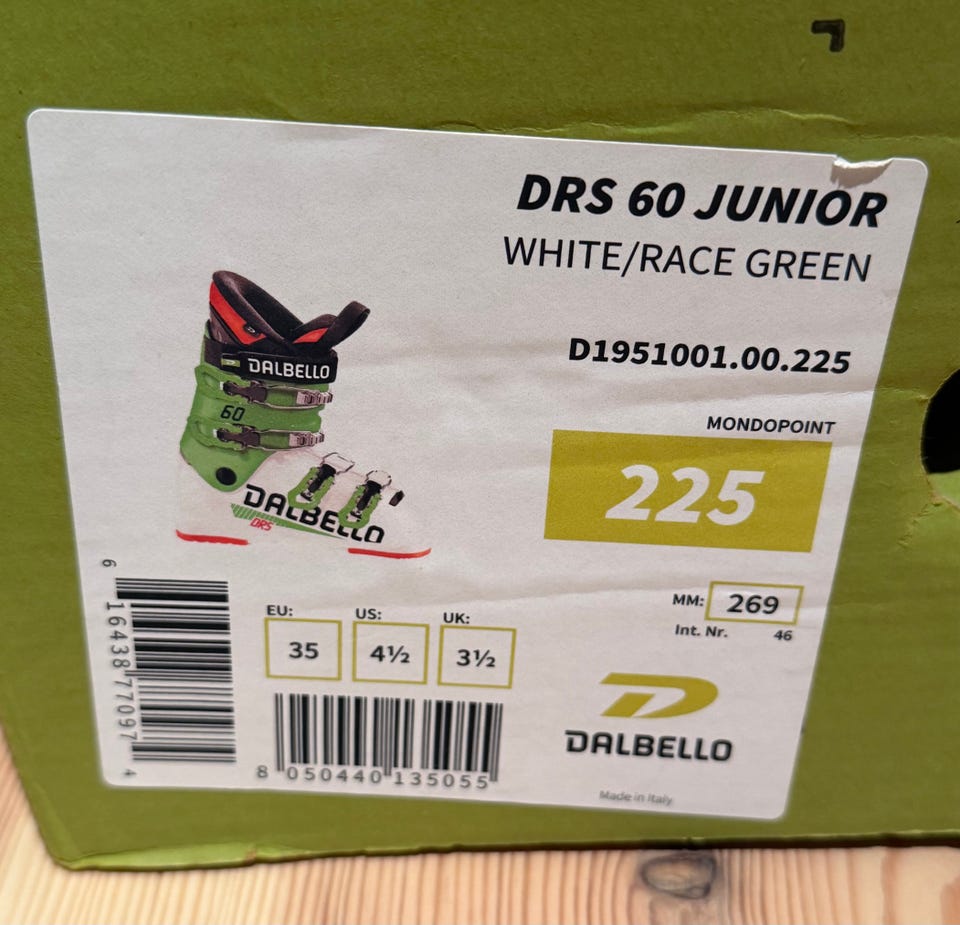 DRS 60 JUNIOR
WHITE/RACE GREEN
D1951001.00.225
MONDOPOINT
225
DALBELLO
60
DALBELLO
DRS
MM: 269
Int. Nr. 46
EU: US: UK:
35 4½ 3½
6 16438 77097 4
8 050440 135055
DALBELLO
Made in Italy